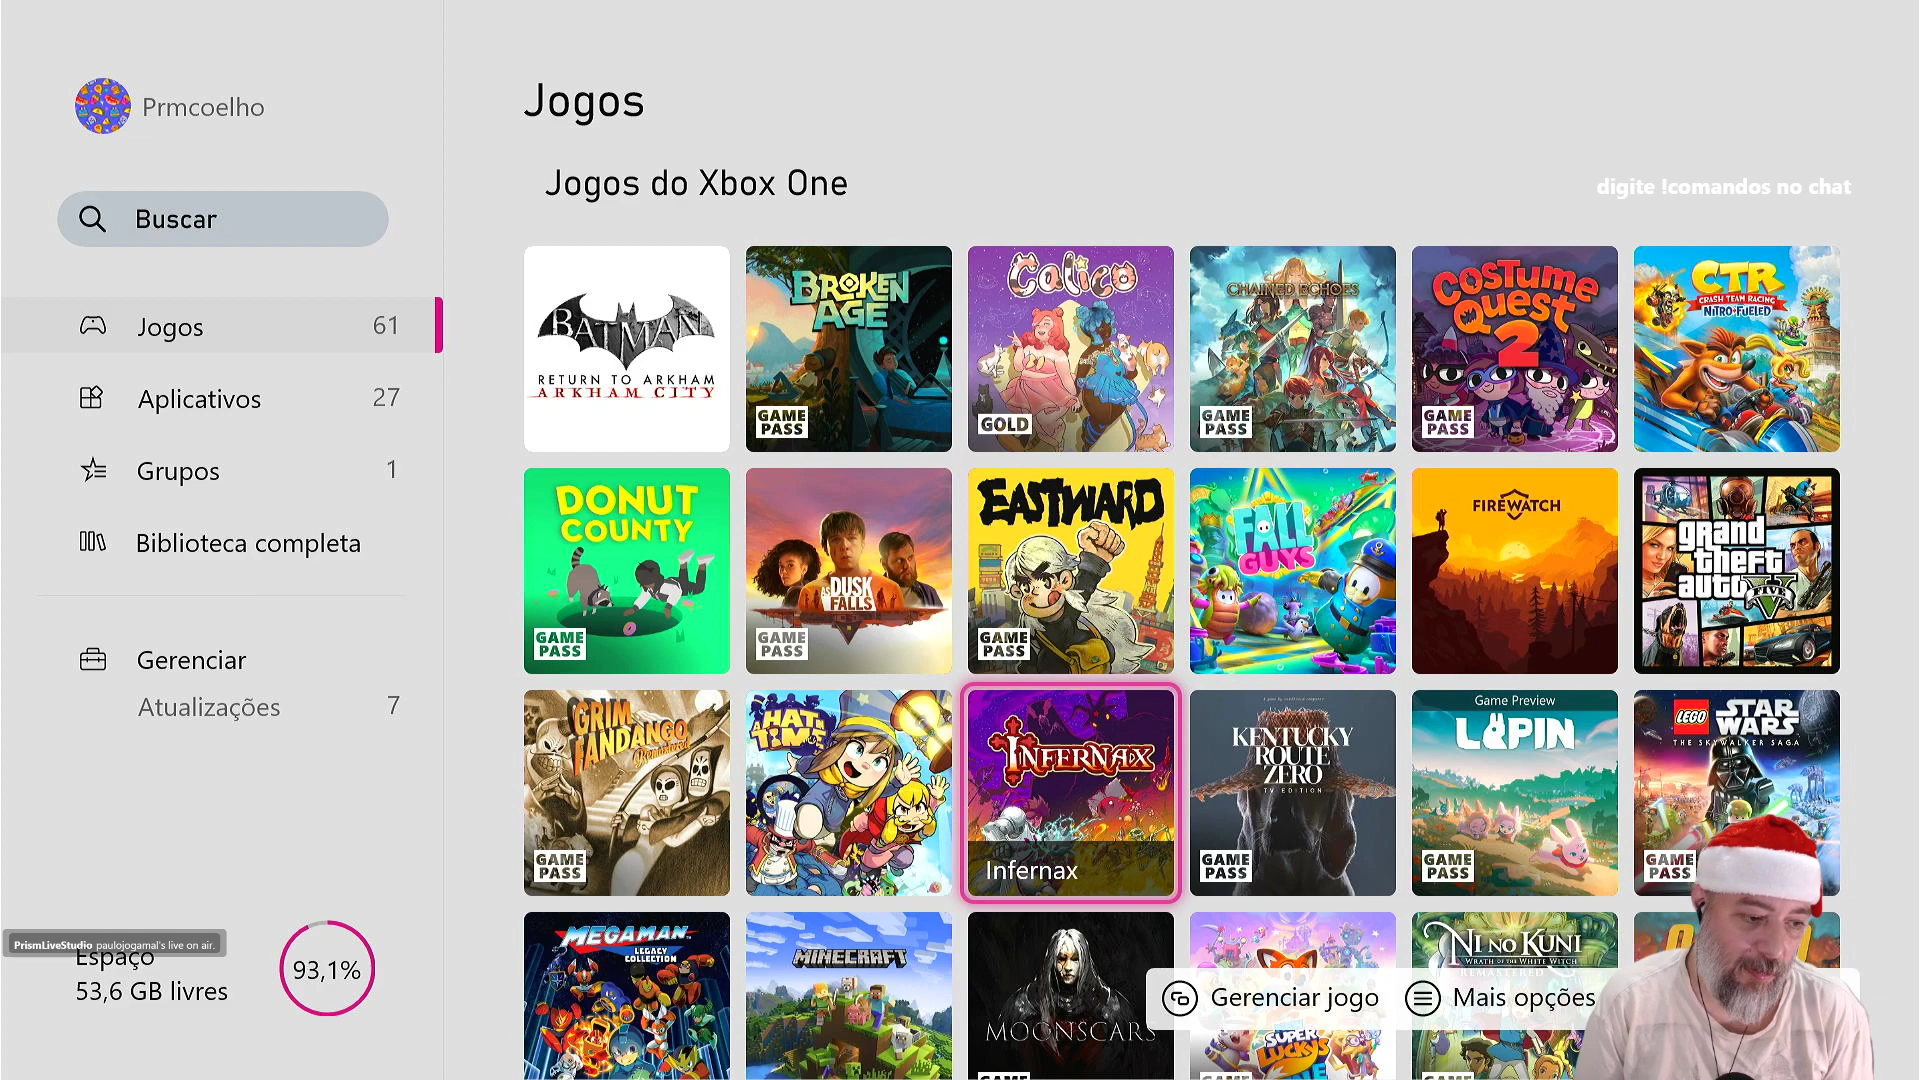 Prmcoelho
Buscar
Jogos 61
Aplicativos 27
Grupos 1
Biblioteca completa
Gerenciar
Atualizações 7
PrismLiveStudio paulojogamal's live on air.
Espaço
53,6 GB livres
93,1%
Jogos
Jogos do Xbox One
digite !comandos no chat
BATMAN
RETURN TO ARKHAM
ARKHAM CITY
BROKEN
AGE
GAME
PASS
Calico
GOLD
CHAINED ECHOES
GAME
PASS
COSTUME
QUEST
2
GAME
PASS
CTR
CRASH TEAM RACING
NITRO-FUELED
DONUT
COUNTY
GAME
PASS
AS
DUSK
FALLS
GAME
PASS
EASTWARD
GAME
PASS
FALL
GUYS
FIREWATCH
grand
theft
auto
FIVE
V
GRIM
FANDANGO
Remastered
GAME
PASS
A HAT IN
TIME
INFERNAX
Infernax
KENTUCKY
ROUTE
ZERO
TV EDITION
GAME
PASS
Game Preview
LAPIN
GAME
PASS
LEGO STAR
WARS
THE SKYWALKER SAGA
GAME
PASS
MEGAMAN
LEGACY
COLLECTION
MINECRAFT
MOONSCARS
GAME
SUPER
LUCKY'S
GAME
NI NO KUNI
WRATH OF THE WHITE WITCH
REMASTERED
GAME
Gerenciar jogo
Mais opções